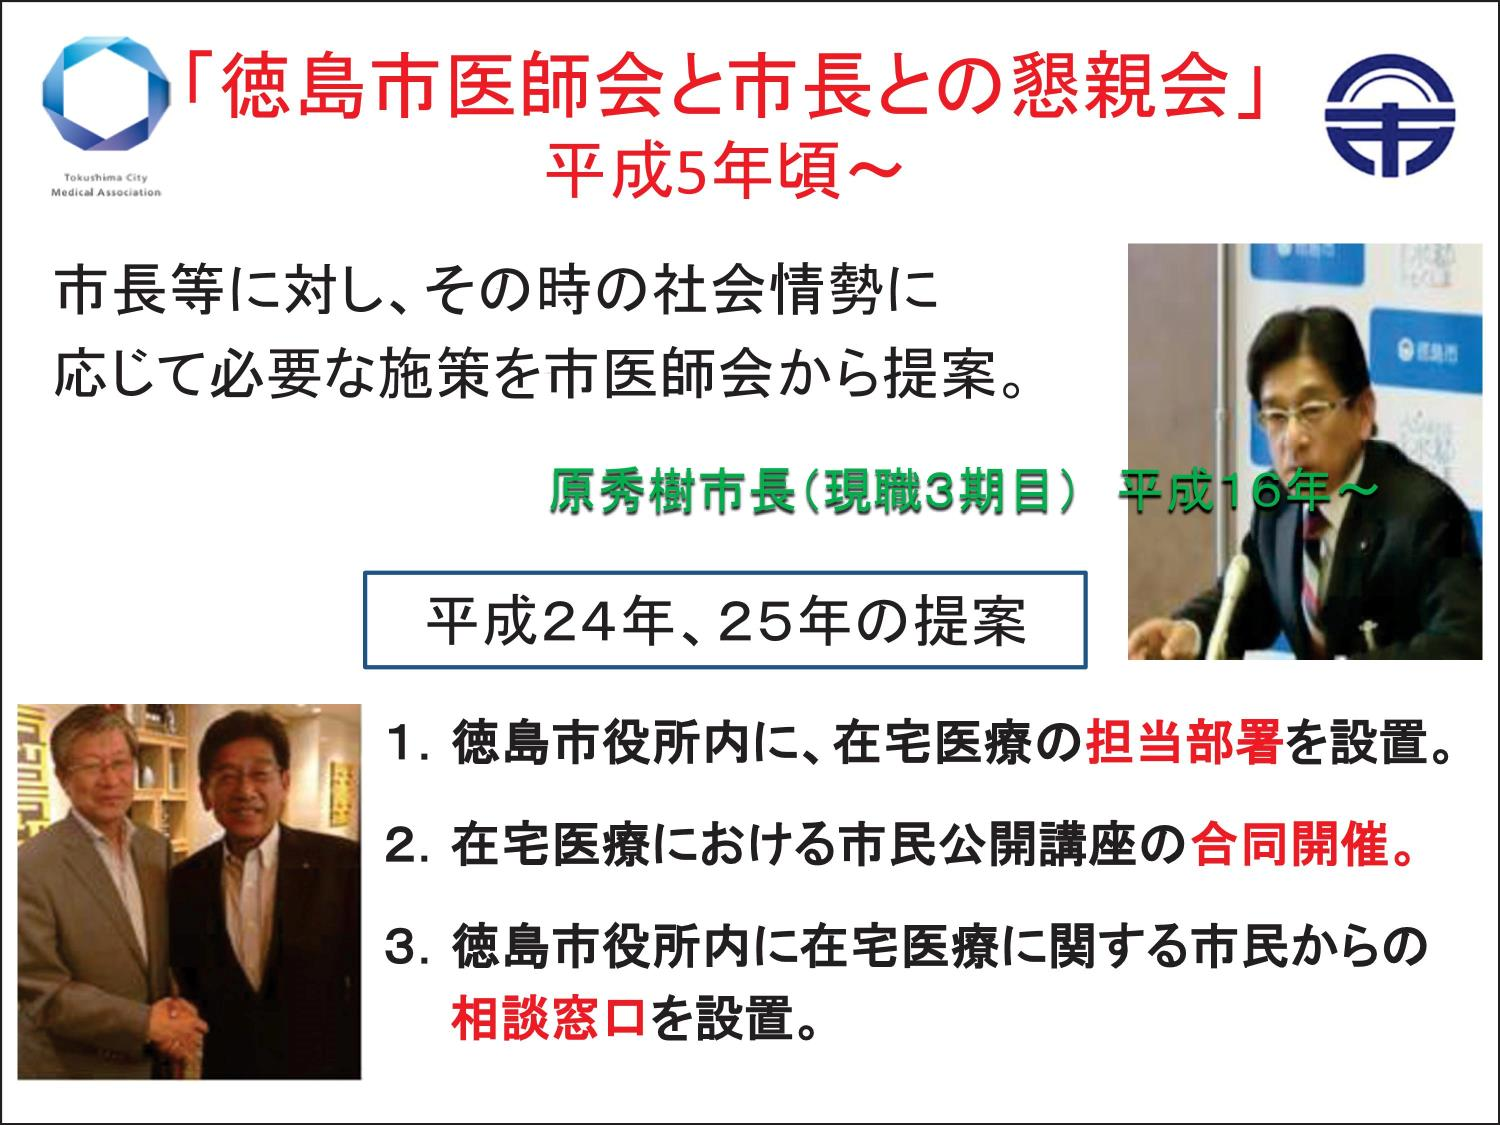 「徳島市医師会と市長との懇親会」
平成5年頃～
Tokushima City
Medical Association
市長等に対し、その時の社会情勢に
応じて必要な施策を市医師会から提案。
徳島市
原秀樹市長（現職３期目）　平成１６年～
平成２４年、２５年の提案
１．徳島市役所内に、在宅医療の担当部署を設置。
２．在宅医療における市民公開講座の合同開催。
３．徳島市役所内に在宅医療に関する市民からの
相談窓口を設置。